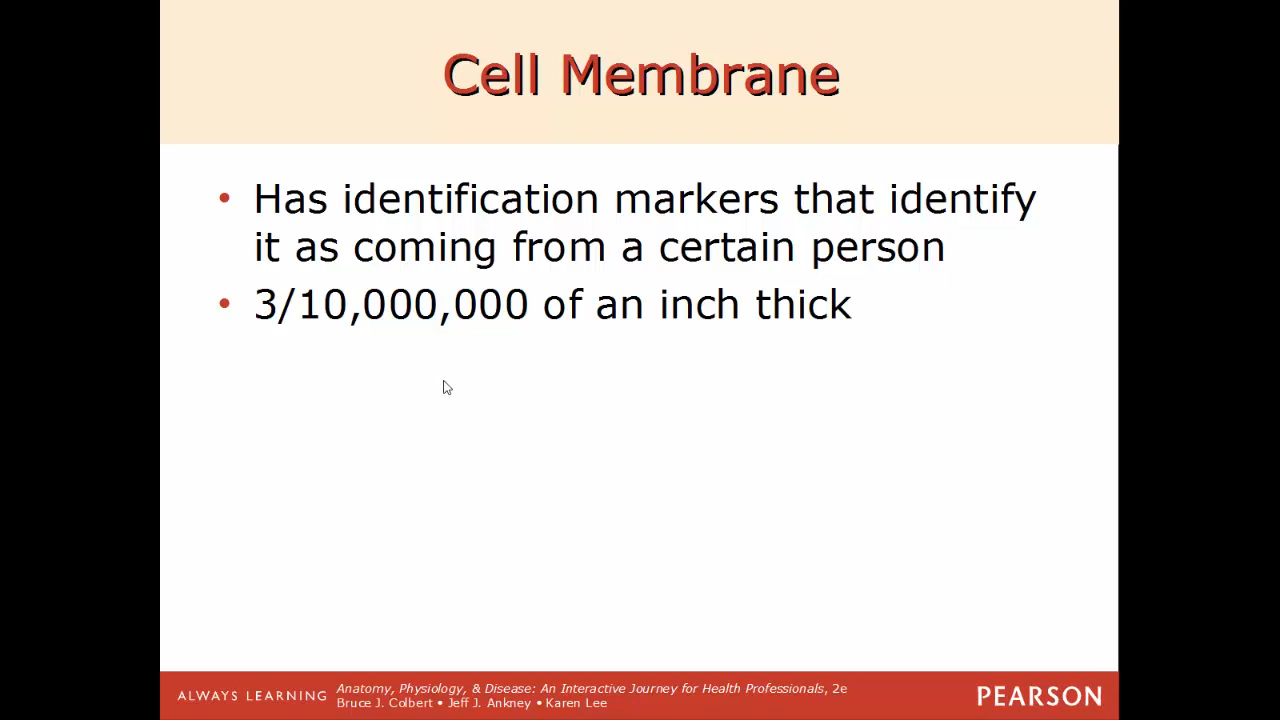 Cell Membrane
• Has identification markers that identify
it as coming from a certain person
• 3/10,000,000 of an inch thick
ALWAYS LEARNING
Anatomy, Physiology, & Disease: An Interactive Journey for Health Professionals, 2e
Bruce J. Colbert • Jeff J. Ankney • Karen Lee
PEARSON